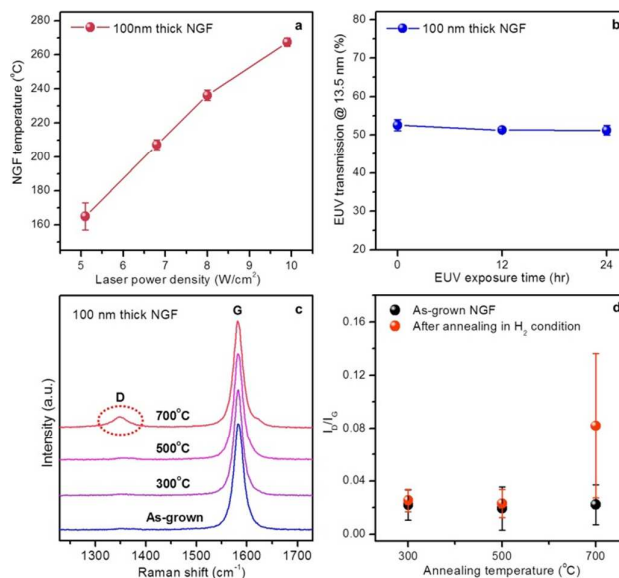 100nm thick NGF
a
NGF temperature (°C)
280
260
240
220
200
180
160
5
6
7
8
9
10
Laser power density (W/cm²)
b
100 nm thick NGF
EUV transmission @ 13.5 nm (%)
80
70
60
50
40
30
20
0
12
24
EUV exposure time (hr)
100 nm thick NGF
G
c
D
700°C
500°C
300°C
As-grown
Intensity (a.u.)
1300
1400
1500
1600
1700
Raman shift (cm⁻¹)
As-grown NGF
d
After annealing in H₂ condition
I_D/I_G
0.16
0.12
0.08
0.04
0.00
300
500
700
Annealing temperature (°C)